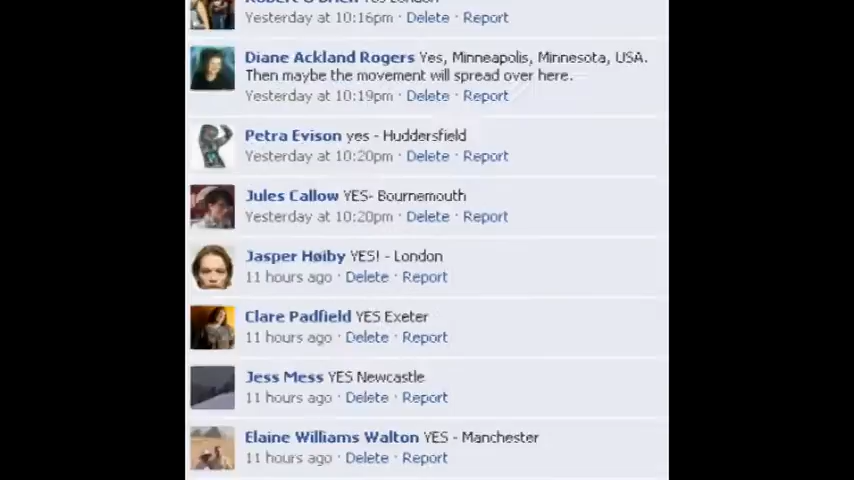 Robert O'Brien Yes London
Yesterday at 10:16pm · Delete · Report
Diane Ackland Rogers Yes, Minneapolis, Minnesota, USA.
Then maybe the movement will spread over here.
Yesterday at 10:19pm · Delete · Report
Petra Evison yes - Huddersfield
Yesterday at 10:20pm · Delete · Report
Jules Callow YES- Bournemouth
Yesterday at 10:20pm · Delete · Report
Jasper Høiby YES! - London
11 hours ago · Delete · Report
Clare Padfield YES Exeter
11 hours ago · Delete · Report
Jess Mess YES Newcastle
11 hours ago · Delete · Report
Elaine Williams Walton YES - Manchester
11 hours ago · Delete · Report